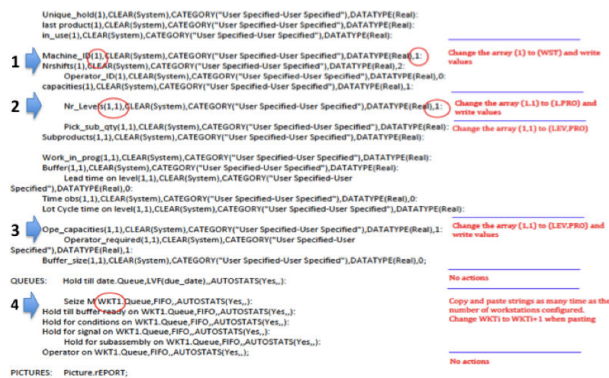 Unique_hold(1),CLEAR(System),CATEGORY("User Specified-User Specified"),DATATYPE(Real):
last product(1),CLEAR(System),CATEGORY("User Specified-User Specified"),DATATYPE(Real):
in_use(1),CLEAR(System),CATEGORY("User Specified-User Specified"),DATATYPE(Real):
1
Machine_ID(1),CLEAR(System),CATEGORY("User Specified-User Specified"),DATATYPE(Real),1:
Change the array (1) to (WST) and write
values
Nrshifts(1),CLEAR(System),CATEGORY("User Specified-User Specified"),DATATYPE(Real),2:
Operator_ID(1),CLEAR(System),CATEGORY("User Specified-User Specified"),DATATYPE(Real),0:
capacities(1),CLEAR(System),CATEGORY("User Specified-User Specified"),DATATYPE(Real),1:
2
Nr_Levels(1,1),CLEAR(System),CATEGORY("User Specified-User Specified"),DATATYPE(Real),1:
Change the array (1.1) to (1.PRO) and
write values
Pick_sub_qty(1,1),CLEAR(System),CATEGORY("User Specified-User Specified"),DATATYPE(Real):
Change the array (1,1) to (LEV,PRO)
Subproducts(1,1),CLEAR(System),CATEGORY("User Specified-User Specified"),DATATYPE(Real):
Work_in_prog(1,1),CLEAR(System),CATEGORY("User Specified-User Specified"),DATATYPE(Real):
Buffer(1,1),CLEAR(System),CATEGORY("User Specified-User Specified"),DATATYPE(Real):
Lead time on level(1,1),CLEAR(System),CATEGORY("User Specified-User
Specified"),DATATYPE(Real),0:
Time obs(1,1),CLEAR(System),CATEGORY("User Specified-User Specified"),DATATYPE(Real),0:
Lot Cycle time on level(1,1),CLEAR(System),CATEGORY("User Specified-User Specified"),DATATYPE(Real):
3
Ope_capacities(1,1),CLEAR(System),CATEGORY("User Specified-User Specified"),DATATYPE(Real),1:
Change the array (1,1) to (LEV.PRO) and
write values
Operator_required(1,1),CLEAR(System),CATEGORY("User Specified-User
Specified"),DATATYPE(Real),1:
Buffer_size(1,1),CLEAR(System),CATEGORY("User Specified-User Specified"),DATATYPE(Real),0;
QUEUES: Hold till date.Queue,LVF(due_date),,AUTOSTATS(Yes,,):
No actions
4
Seize M WKT1.Queue,FIFO,,AUTOSTATS(Yes,,):
Copy and paste strings as many time as the
number of workstations configured.
Change WKTi to WKTi+1 when pasting
Hold till buffer ready on WKT1.Queue,FIFO,,AUTOSTATS(Yes,,):
Hold for conditions on WKT1.Queue,FIFO,,AUTOSTATS(Yes,,):
Hold for signal on WKT1.Queue,FIFO,,AUTOSTATS(Yes,,):
Hold for subassembly on WKT1.Queue,FIFO,,AUTOSTATS(Yes,,):
Operator on WKT1.Queue,FIFO,,AUTOSTATS(Yes,,);
No actions
PICTURES: Picture.rEPORT;